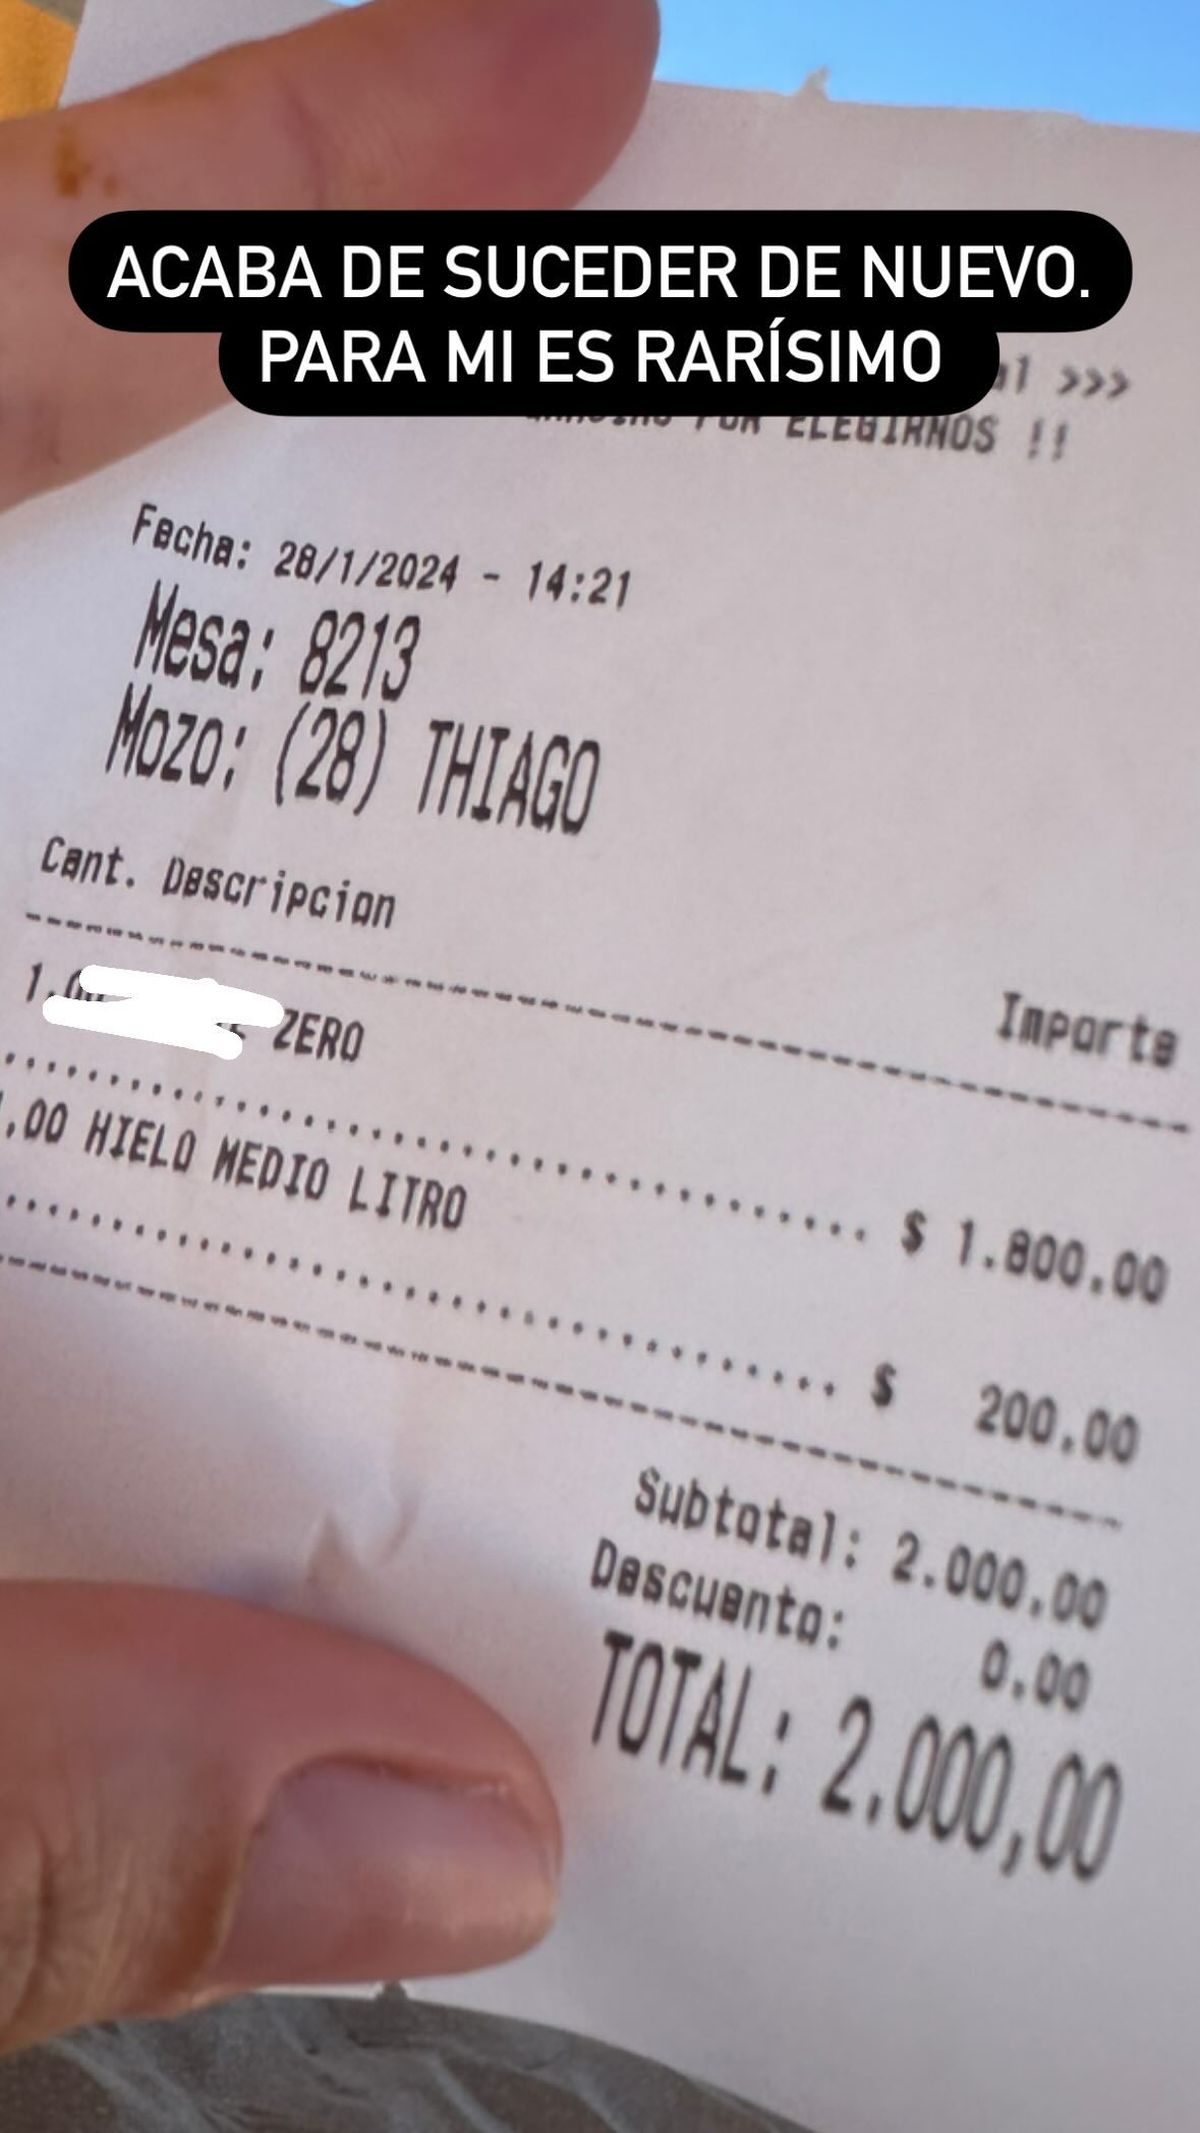 ACABA DE SUCEDER DE NUEVO.
PARA MI ES RARÍSIMO
>>>
POR ELEGIRNOS !!
Fecha: 28/1/2024 - 14:21
Mesa: 8213
Mozo: (28) THIAGO
Cant. Descripcion
Importe
ZERO
$ 1.800,00
,00 HIELO MEDIO LITRO
$ 200,00
Subtotal: 2.000,00
Descuento: 0.00
TOTAL: 2.000,00